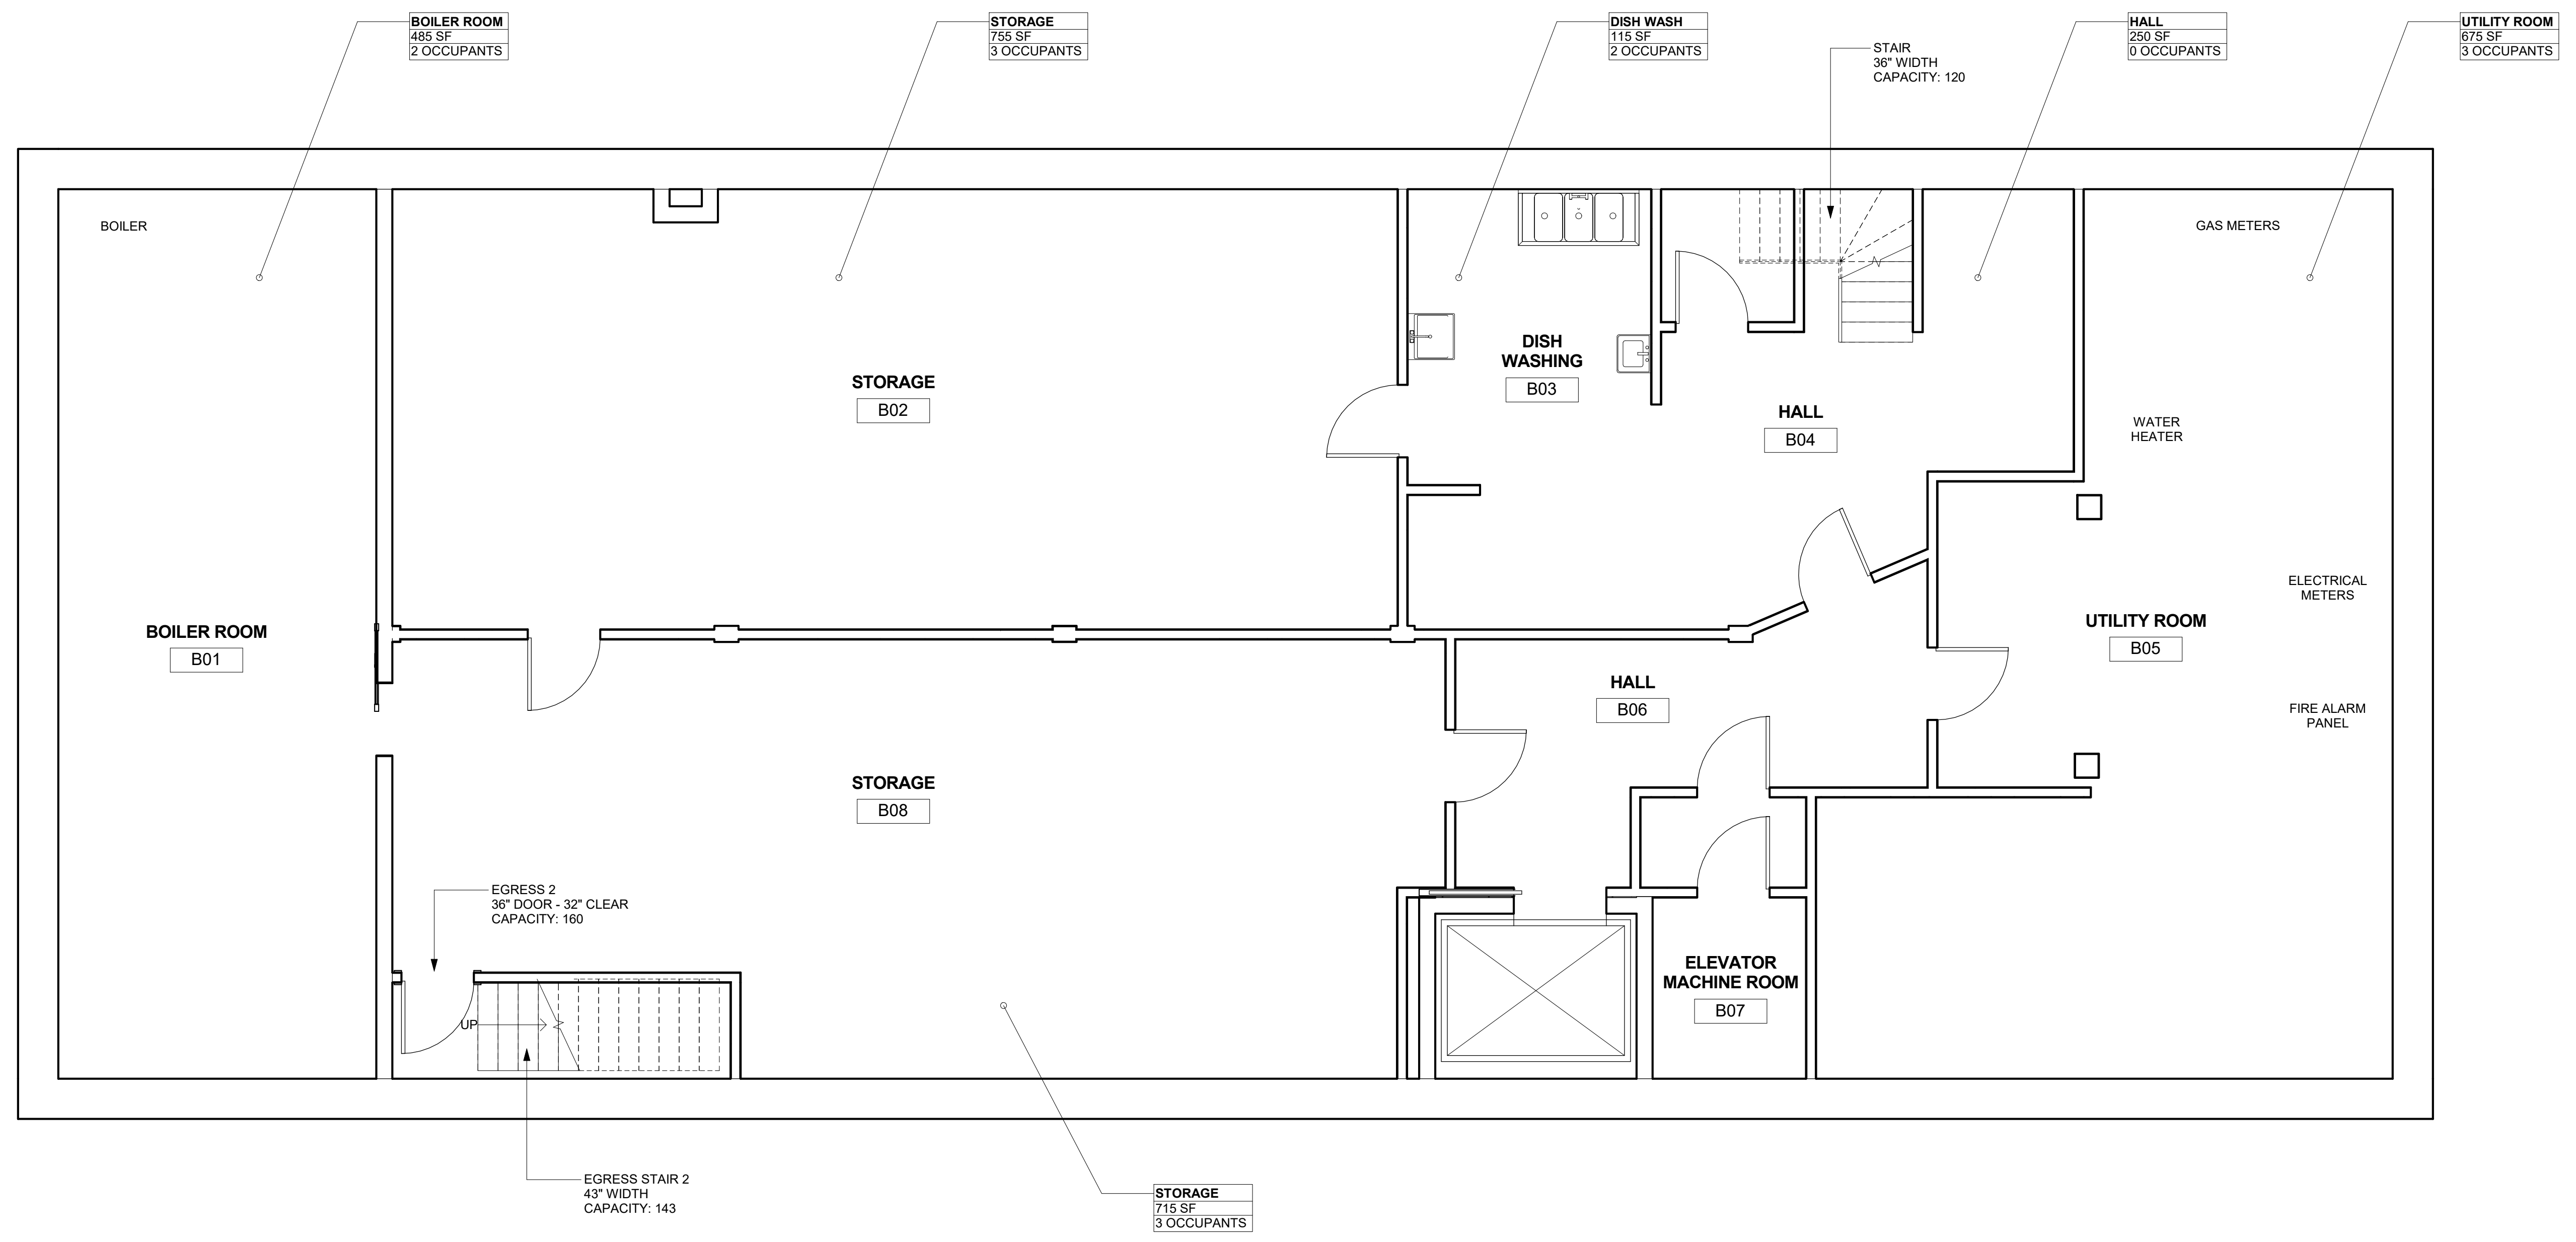 BOILER ROOM
485 SF
2 OCCUPANTS
STORAGE
755 SF
3 OCCUPANTS
DISH WASH
115 SF
2 OCCUPANTS
STAIR
36" WIDTH
CAPACITY: 120
HALL
250 SF
0 OCCUPANTS
UTILITY ROOM
675 SF
3 OCCUPANTS
BOILER
GAS METERS
STORAGE
B02
DISH
WASHING
B03
HALL
B04
WATER
HEATER
ELECTRICAL
METERS
BOILER ROOM
B01
UTILITY ROOM
B05
HALL
B06
FIRE ALARM
PANEL
STORAGE
B08
EGRESS 2
36" DOOR - 32" CLEAR
CAPACITY: 160
ELEVATOR
MACHINE ROOM
B07
UP
EGRESS STAIR 2
43" WIDTH
CAPACITY: 143
STORAGE
715 SF
3 OCCUPANTS